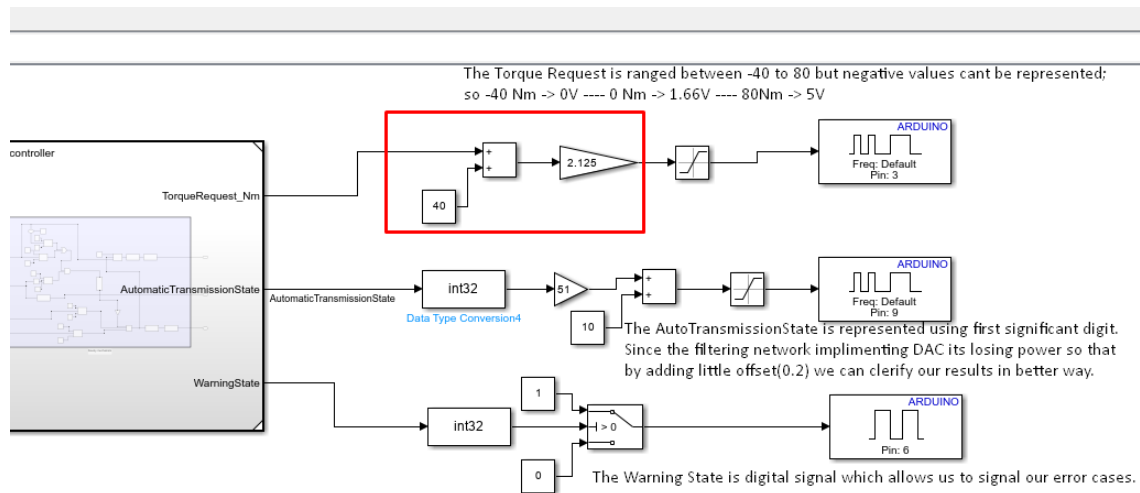 The Torque Request is ranged between -40 to 80 but negative values cant be represented;
so -40 Nm -> 0V ---- 0 Nm -> 1.66V ---- 80Nm -> 5V
ARDUINO
controller
Freq: Default
Pin: 3
2.125
TorqueRequest_Nm
40
ARDUINO
AutomaticTransmissionState
AutomaticTransmissionState
int32
51
Freq: Default
Pin: 9
Data Type Conversion4
10
The AutoTransmissionState is represented using first significant digit.
Since the filtering network implimenting DAC its losing power so that
by adding little offset(0.2) we can clerify our results in better way.
WarningState
1
ARDUINO
int32
> 0
Pin: 6
0
The Warning State is digital signal which allows us to signal our error cases.